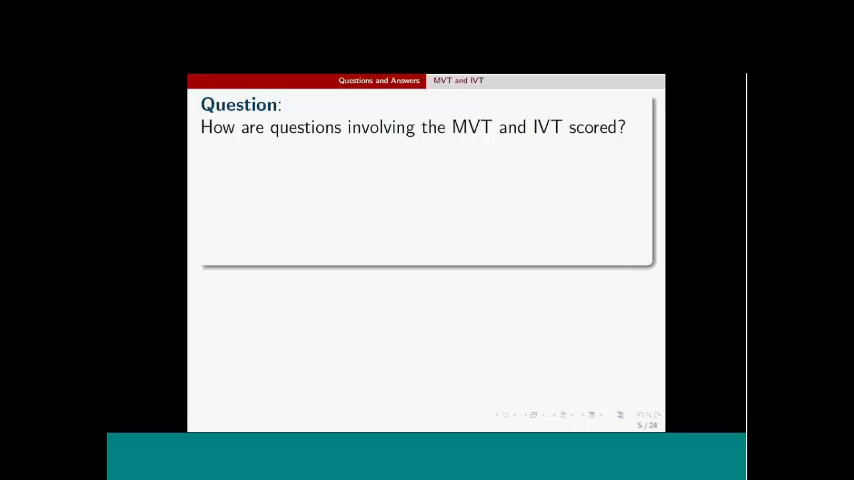 Questions and Answers MVT and IVT
Question:
How are questions involving the MVT and IVT scored?
5 / 24